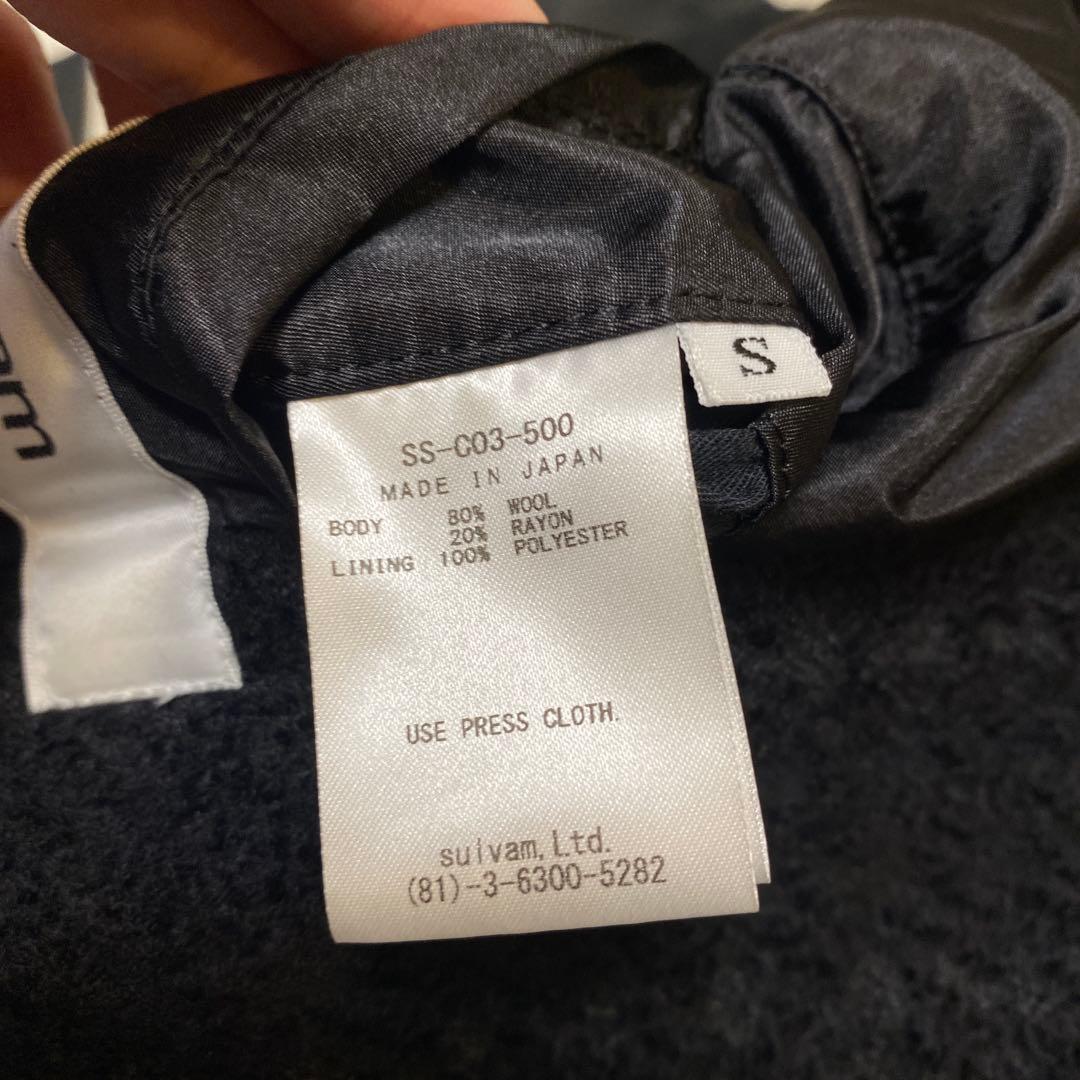 S
SS-C03-500
MADE IN JAPAN
BODY 80% WOOL
20% RAYON
LINING 100% POLYESTER
USE PRESS CLOTH.
suivam, Ltd.
(81)-3-6300-5282